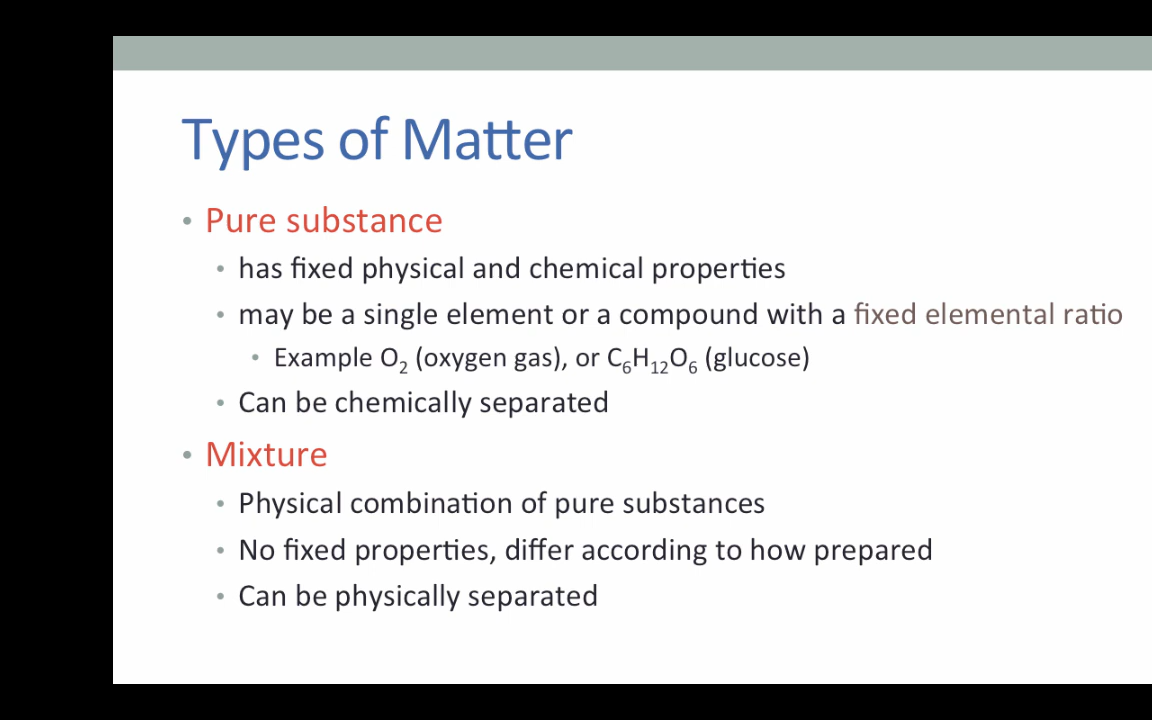 Types of Matter
• Pure substance
• has fixed physical and chemical properties
• may be a single element or a compound with a fixed elemental ratio
• Example O₂ (oxygen gas), or C₆H₁₂O₆ (glucose)
• Can be chemically separated
• Mixture
• Physical combination of pure substances
• No fixed properties, differ according to how prepared
• Can be physically separated